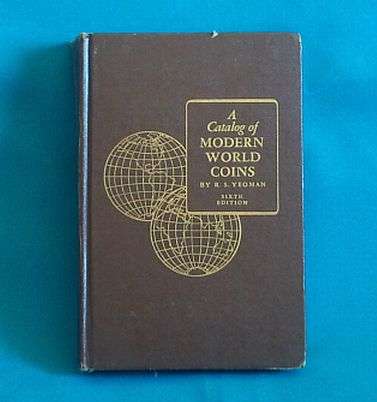 A
Catalog of
MODERN
WORLD
COINS
BY R. S. YEOMAN
SIXTH
EDITION